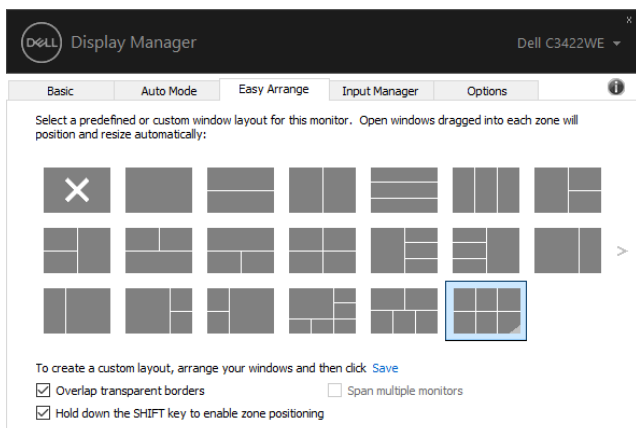 x
DELL Display Manager Dell C3422WE
Basic Auto Mode Easy Arrange Input Manager Options
Select a predefined or custom window layout for this monitor. Open windows dragged into each zone will
position and resize automatically:
>
To create a custom layout, arrange your windows and then click Save
Overlap transparent borders Span multiple monitors
Hold down the SHIFT key to enable zone positioning